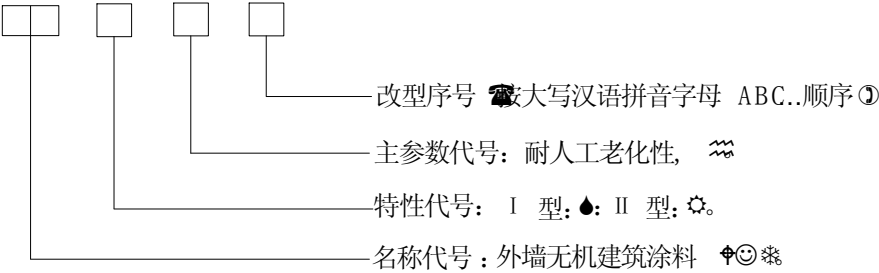 改型序号 ☎按大写汉语拼音字母 ABC..顺序✆
主参数代号：耐人工老化性, ♒
特性代号： Ⅰ 型:💧: Ⅱ 型:☼。
名称代号：外墙无机建筑涂料 ✞☺❄